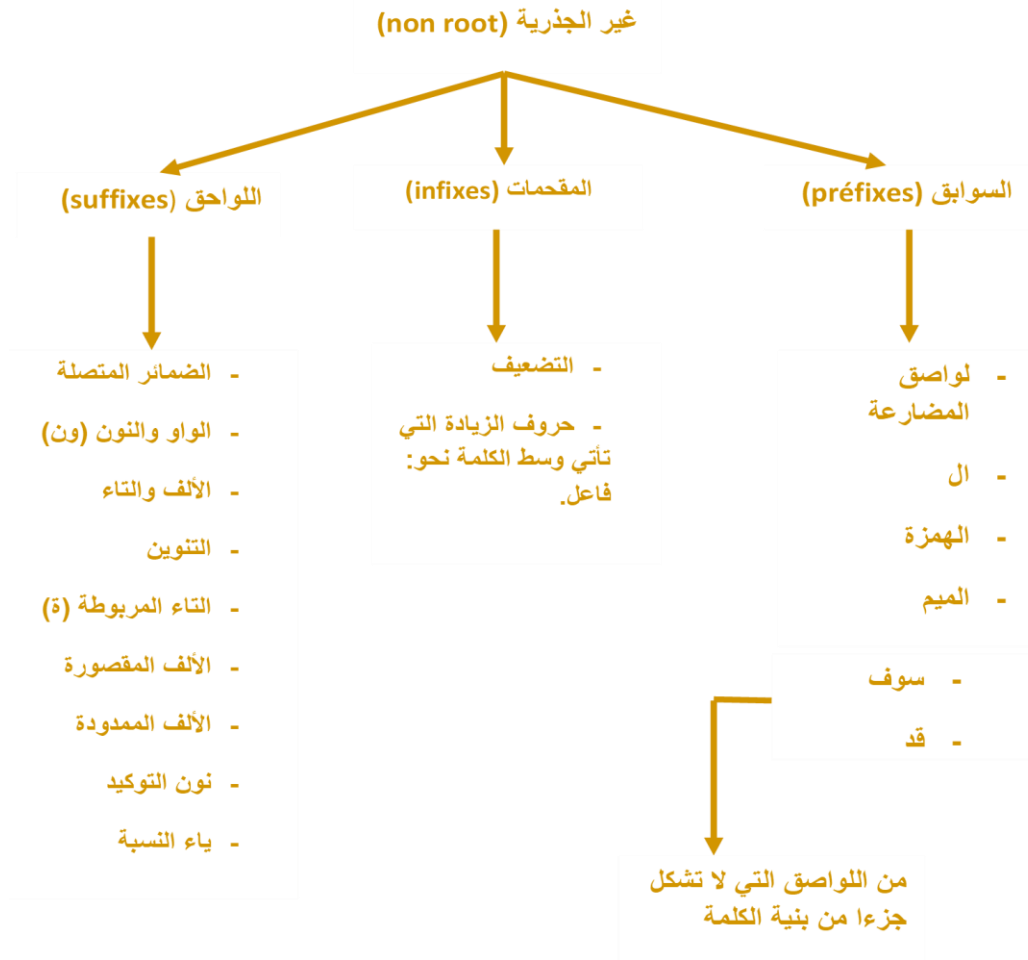 غير الجذرية (non root)
السوابق (préfixes)
المقحمات (infixes)
اللواحق (suffixes)
- لواصق
المضارعة
- ال
- الهمزة
- الميم
- سوف
- قد
من اللواصق التي لا تشكل
جزءا من بنية الكلمة
- التضعيف
- حروف الزيادة التي
تأتي وسط الكلمة نحو:
فاعل.
- الضمائر المتصلة
- الواو والنون (ون)
- الألف والتاء
- التنوين
- التاء المربوطة (ة)
- الألف المقصورة
- الألف الممدودة
- نون التوكيد
- ياء النسبة